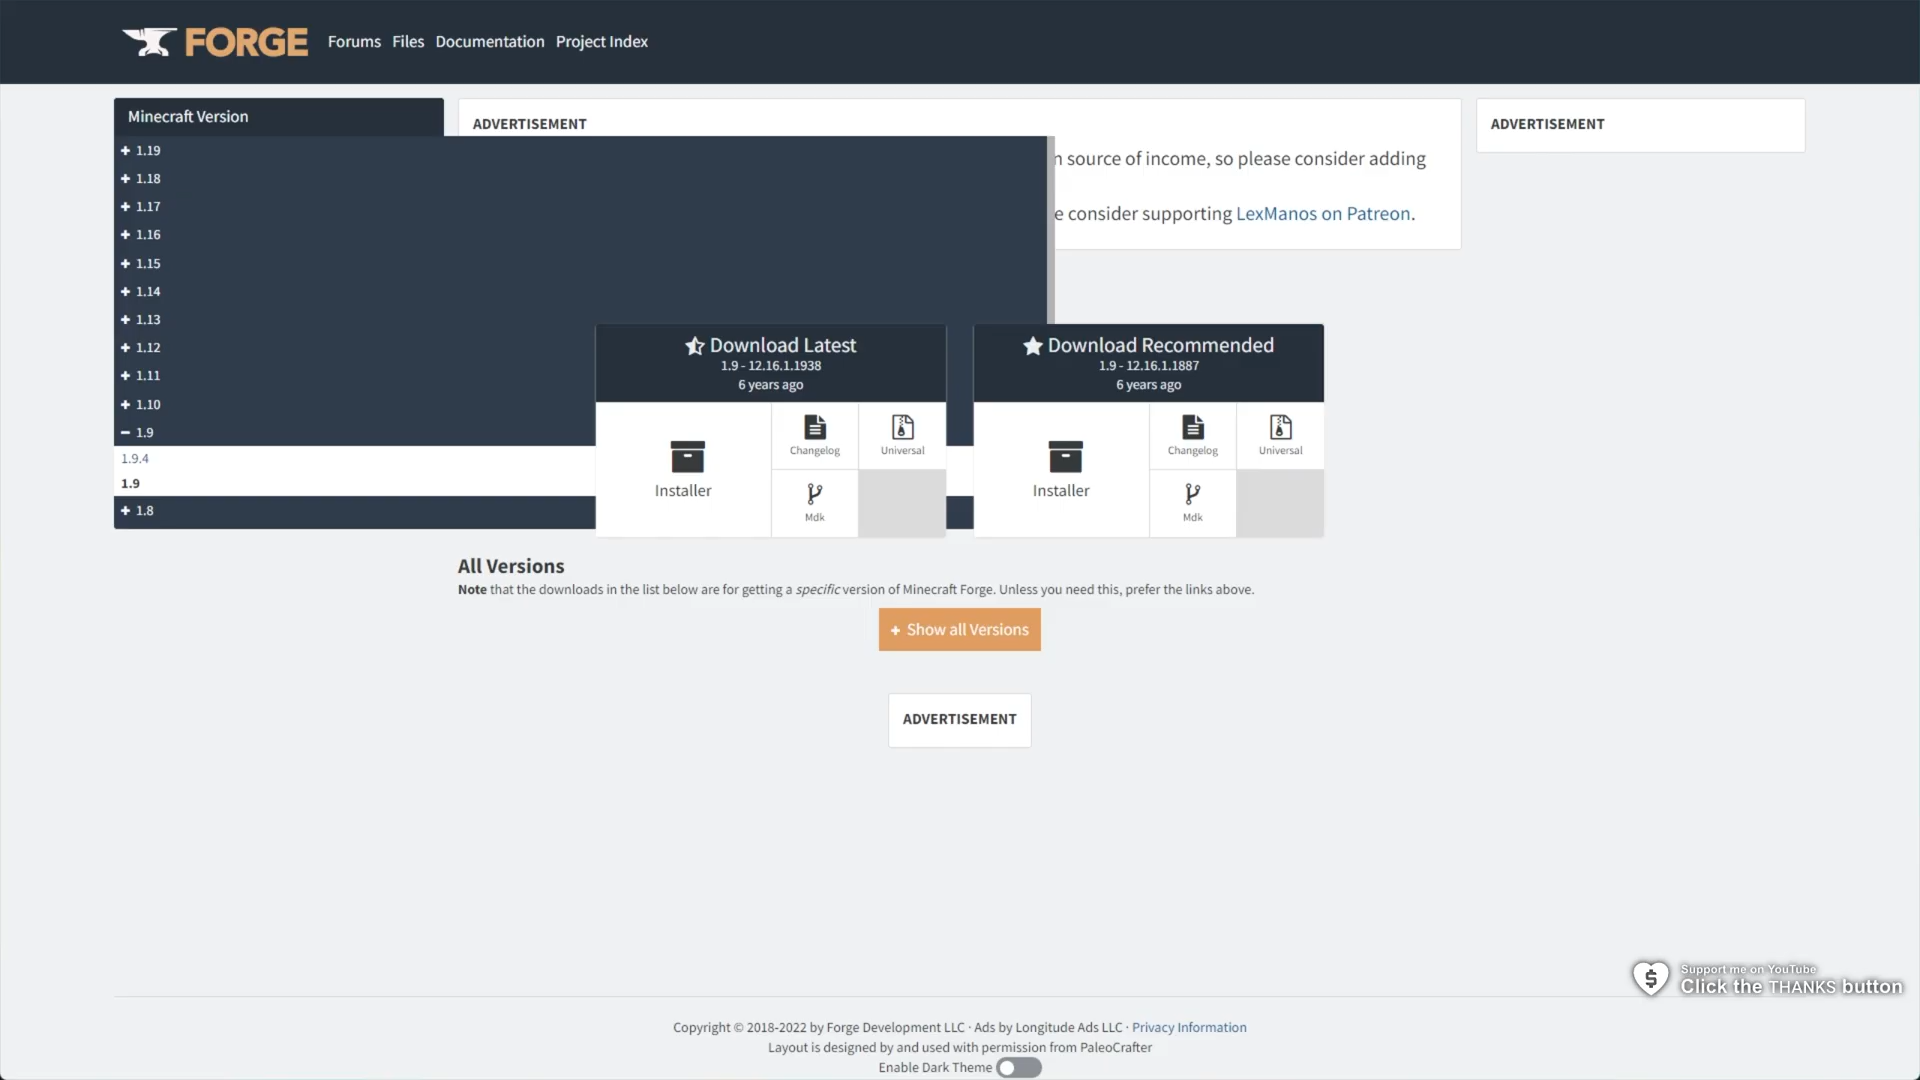 FORGE Forums Files Documentation Project Index
Minecraft Version
1.19
1.18
1.17
1.16
1.15
1.14
1.13
1.12
1.11
1.10
1.9
1.9.4
1.9
1.8
ADVERTISEMENT
source of income, so please consider adding
consider supporting LexManos on Patreon.
ADVERTISEMENT
Download Latest
1.9 - 12.16.1.1938
6 years ago
Installer
Changelog
Universal
Mdk
Download Recommended
1.9 - 12.16.1.1887
6 years ago
Installer
Changelog
Universal
Mdk
All Versions
Note that the downloads in the list below are for getting a specific version of Minecraft Forge. Unless you need this, prefer the links above.
+ Show all Versions
ADVERTISEMENT
Support me on YouTube
Click the THANKS button
Copyright © 2018-2022 by Forge Development LLC · Ads by Longitude Ads LLC · Privacy Information
Layout is designed by and used with permission from PaleoCrafter
Enable Dark Theme